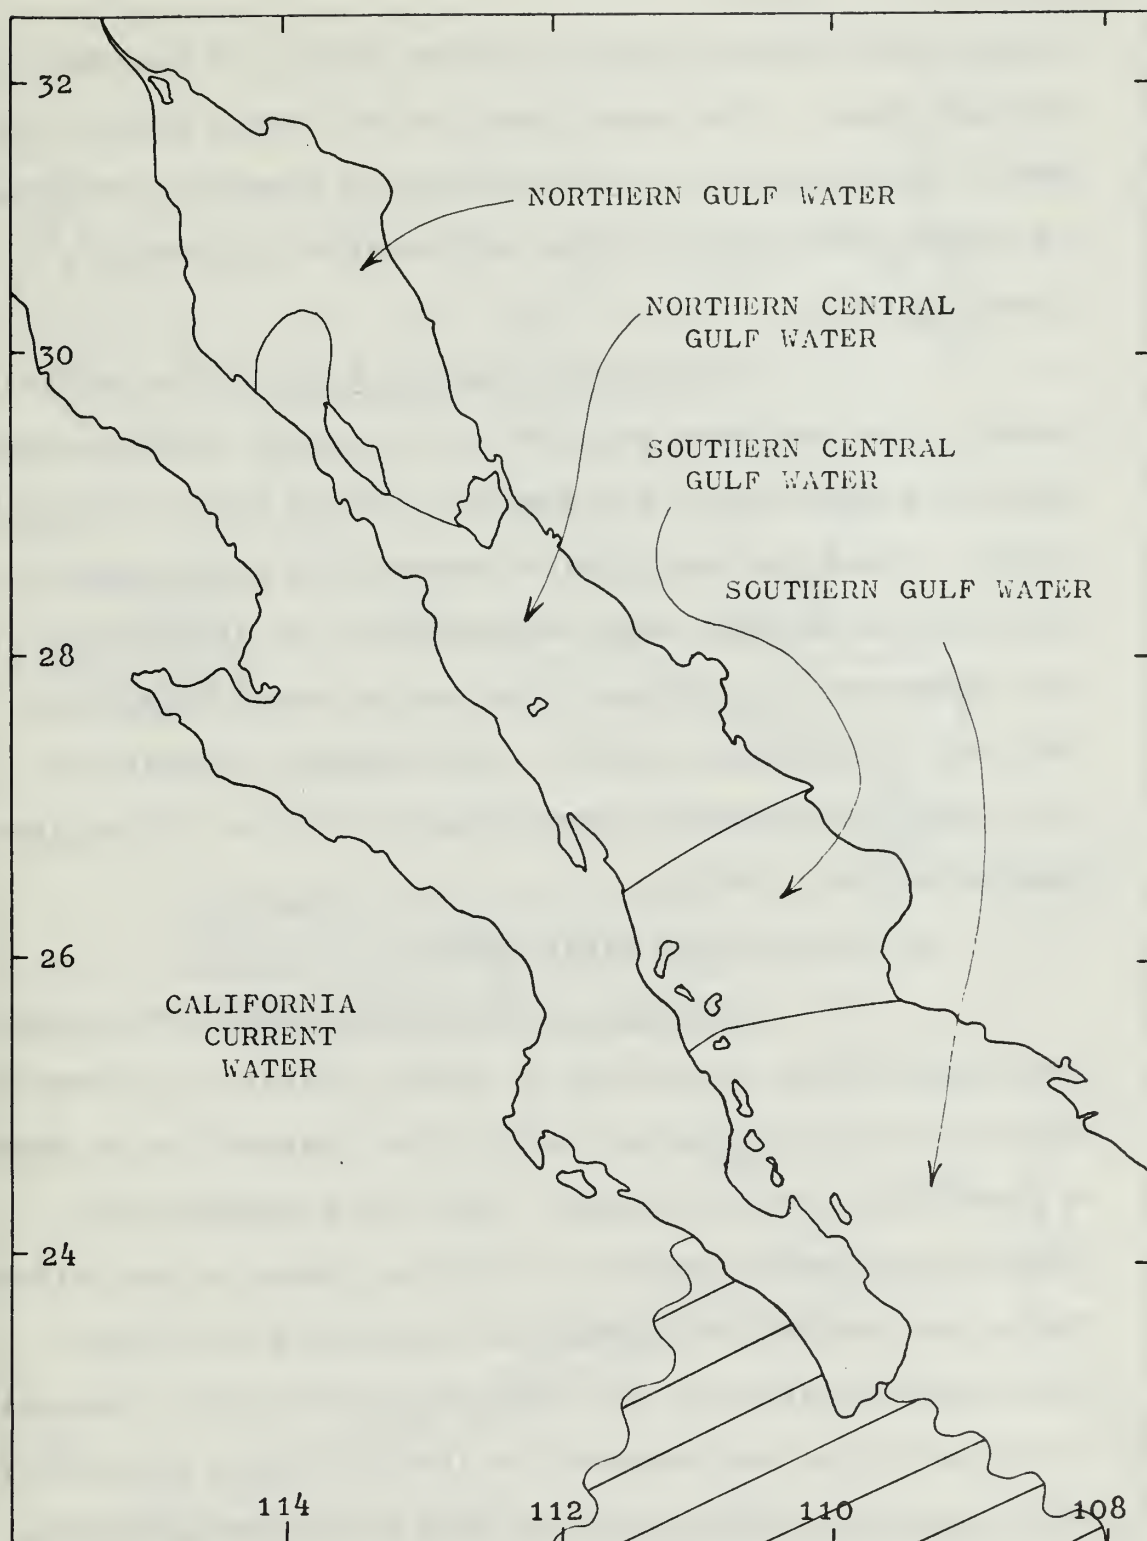 32
NORTHERN GULF WATER
NORTHERN CENTRAL
GULF WATER
30
SOUTHERN CENTRAL
GULF WATER
SOUTHERN GULF WATER
28
26
CALIFORNIA
CURRENT
WATER
24
114
112
110
108